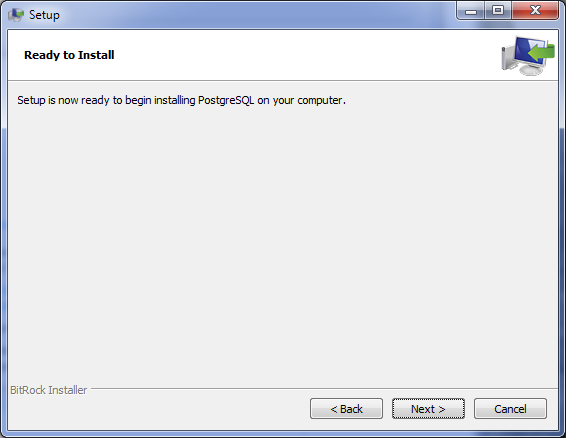 Setup
Ready to Install
Setup is now ready to begin installing PostgreSQL on your computer.
BitRock Installer
< Back
Next >
Cancel